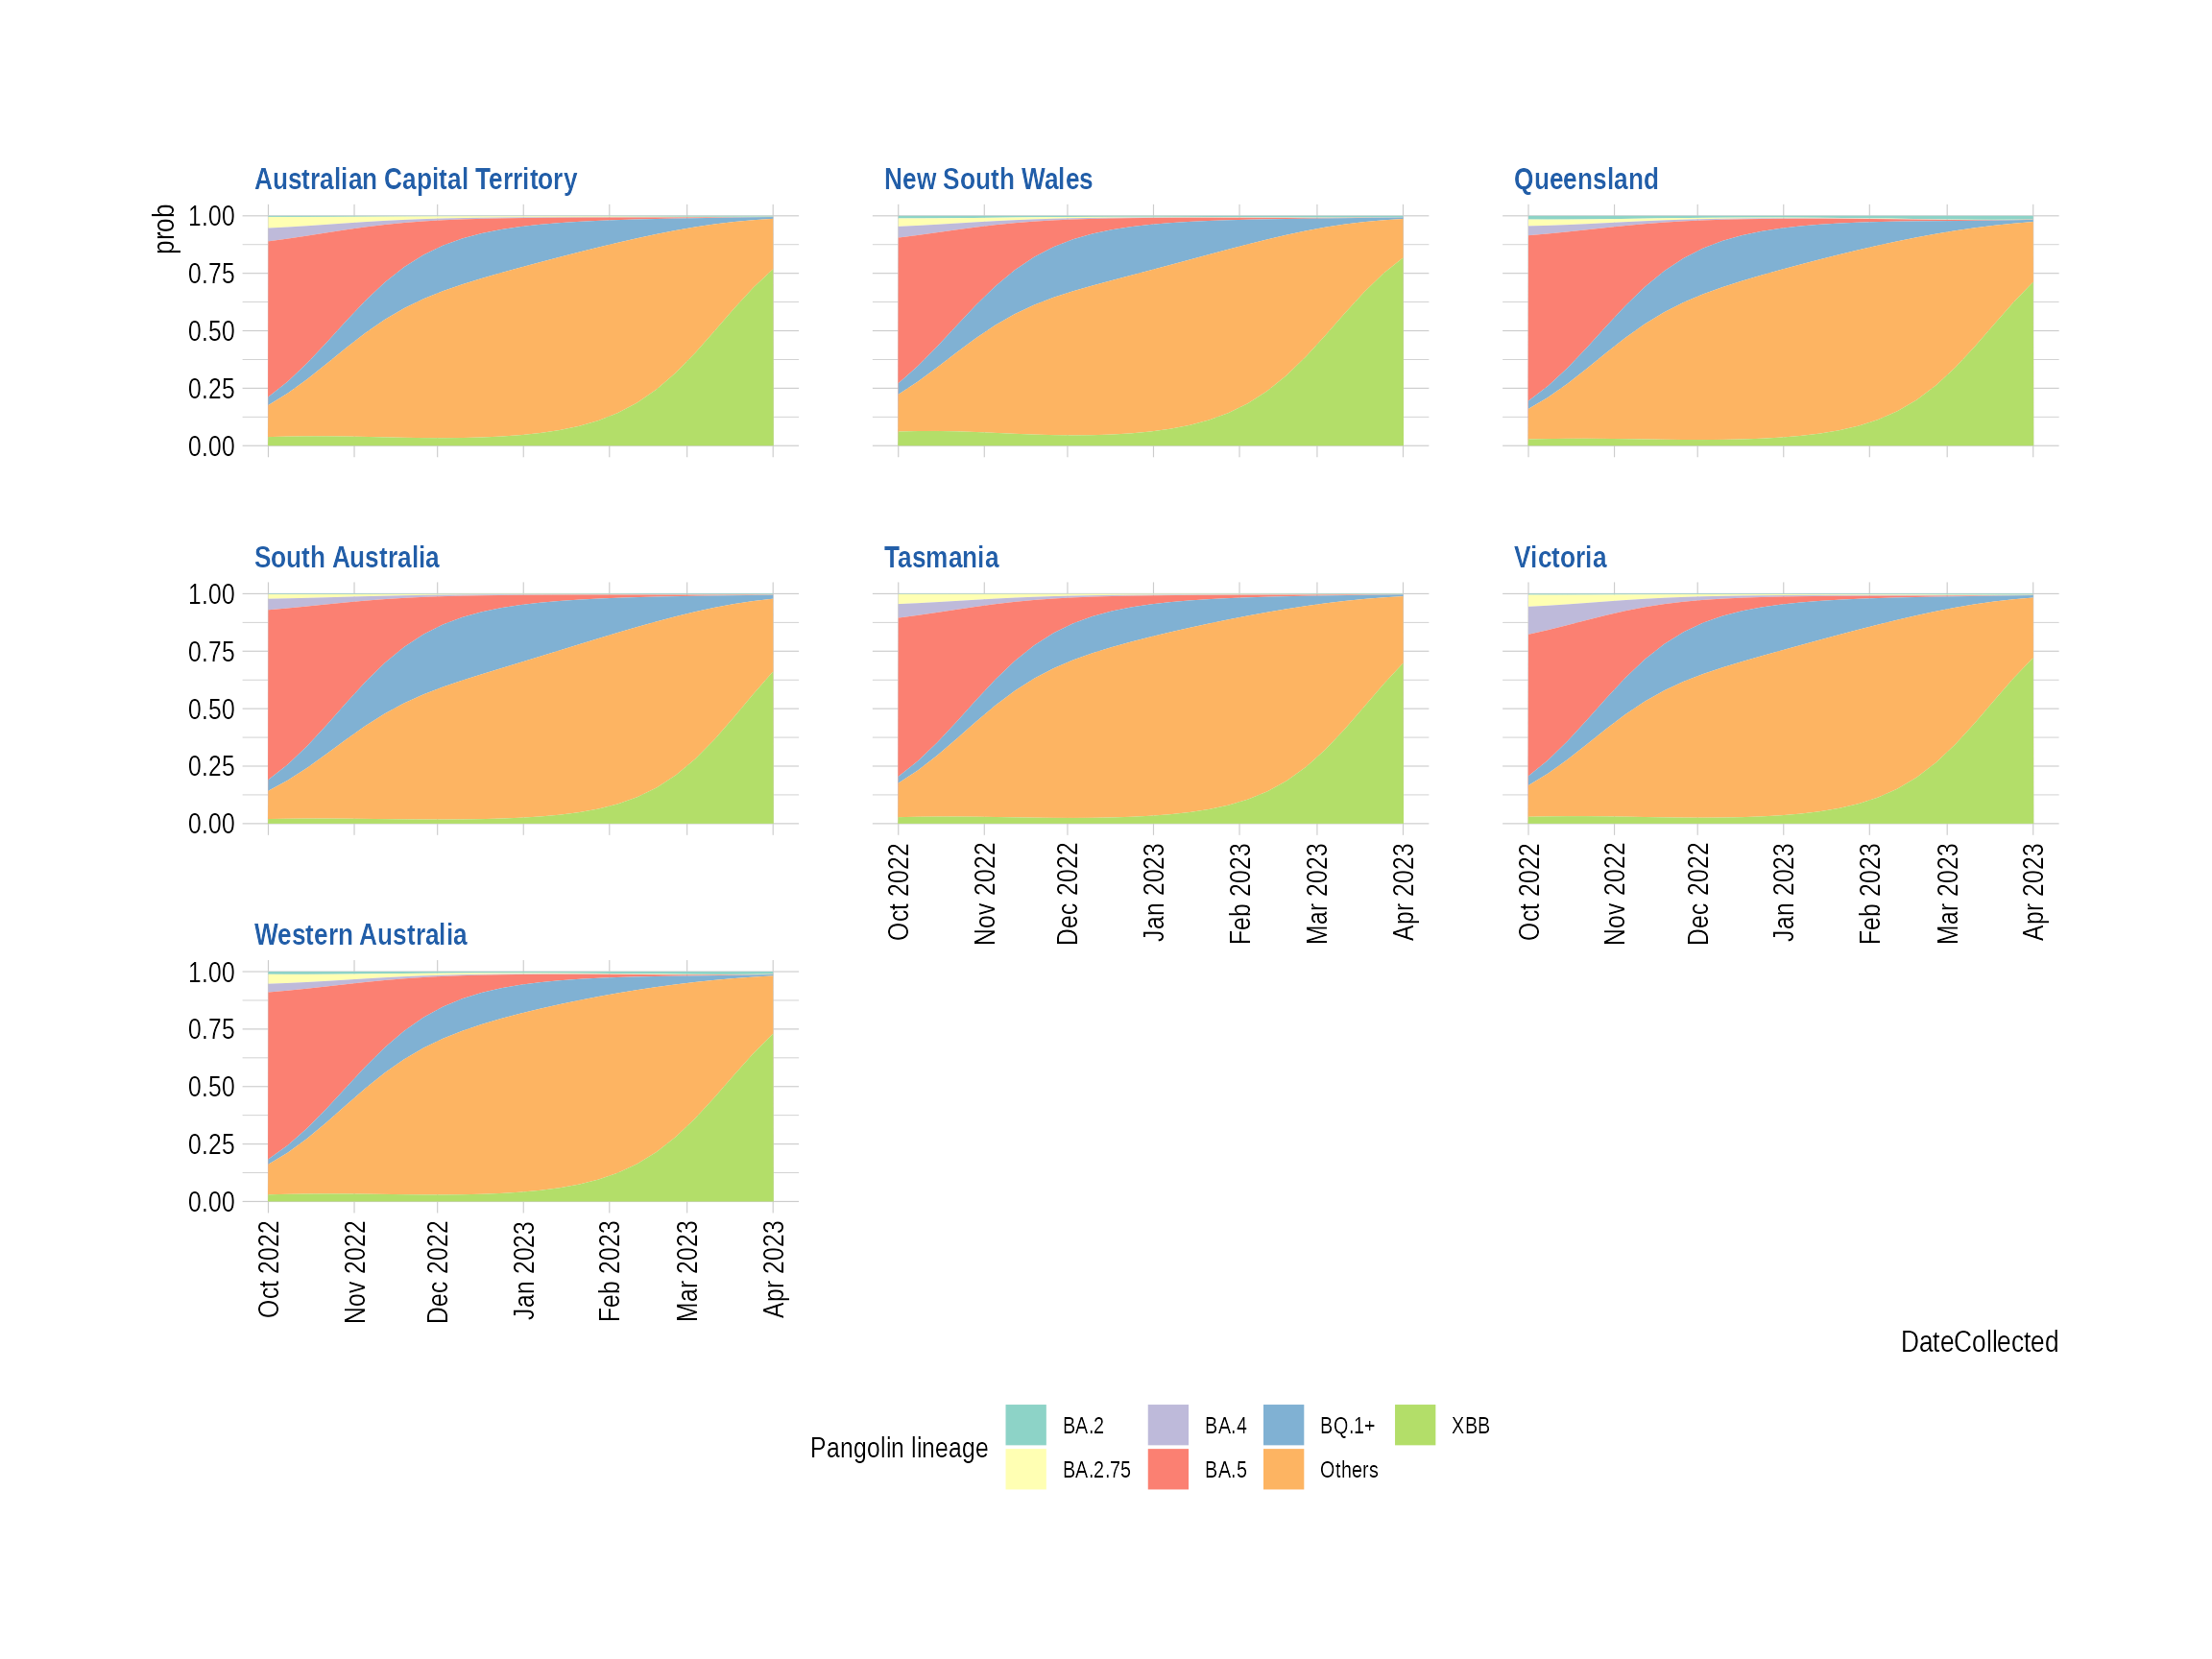 Australian Capital Territory
New South Wales
Queensland
prob
1.00
0.75
0.50
0.25
0.00
South Australia
Tasmania
Victoria
1.00
0.75
0.50
0.25
0.00
Oct 2022
Nov 2022
Dec 2022
Jan 2023
Feb 2023
Mar 2023
Apr 2023
Oct 2022
Nov 2022
Dec 2022
Jan 2023
Feb 2023
Mar 2023
Apr 2023
Western Australia
1.00
0.75
0.50
0.25
0.00
Oct 2022
Nov 2022
Dec 2022
Jan 2023
Feb 2023
Mar 2023
Apr 2023
DateCollected
Pangolin lineage
BA.2
BA.4
BQ.1+
XBB
BA.2.75
BA.5
Others